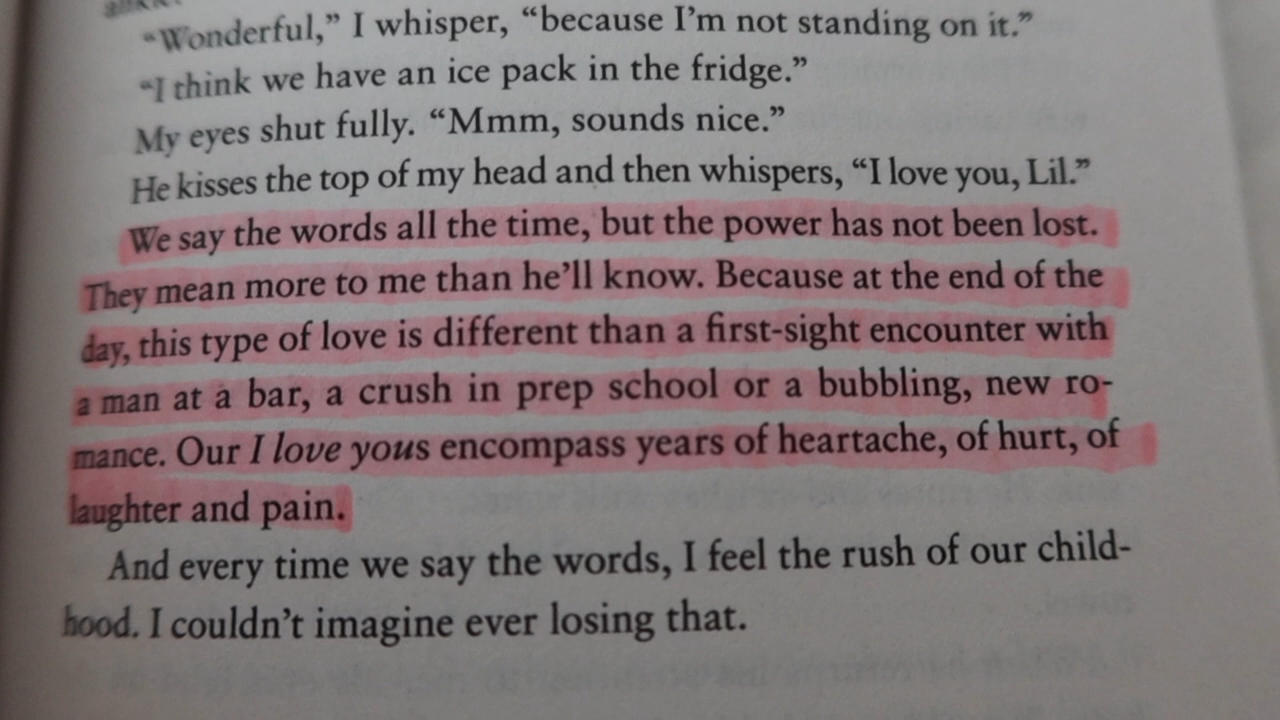 “Wonderful,” I whisper, “because I’m not standing on it.”
“I think we have an ice pack in the fridge.”
My eyes shut fully. “Mmm, sounds nice.”
He kisses the top of my head and then whispers, “I love you, Lil.”
We say the words all the time, but the power has not been lost.
They mean more to me than he’ll know. Because at the end of the
day, this type of love is different than a first-sight encounter with
a man at a bar, a crush in prep school or a bubbling, new ro-
mance. Our I love yous encompass years of heartache, of hurt, of
laughter and pain.
And every time we say the words, I feel the rush of our child-
hood. I couldn’t imagine ever losing that.